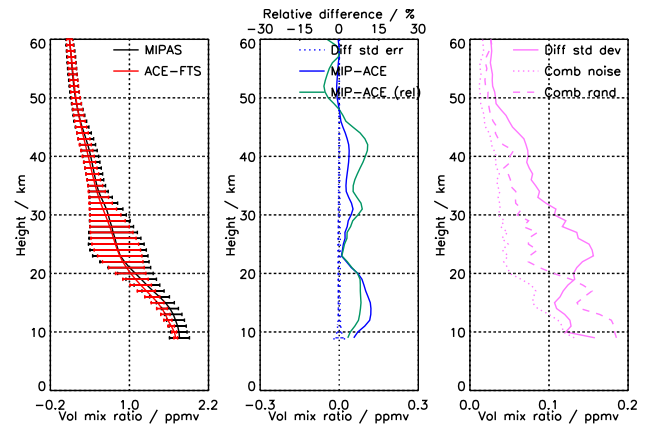 Relative difference / %
-30 -15 0 15 30
60 50 40 30 20 10 0
Height / km
MIPAS
ACE-FTS
-0.2 1.0 2.2
Vol mix ratio / ppmv
60 50 40 30 20 10 0
Height / km
Diff std err
MIP-ACE
MIP-ACE (rel)
-0.3 0.0 0.3
Vol mix ratio / ppmv
60 50 40 30 20 10 0
Height / km
Diff std dev
Comb noise
Comb rand
0.0 0.1 0.2
Vol mix ratio / ppmv